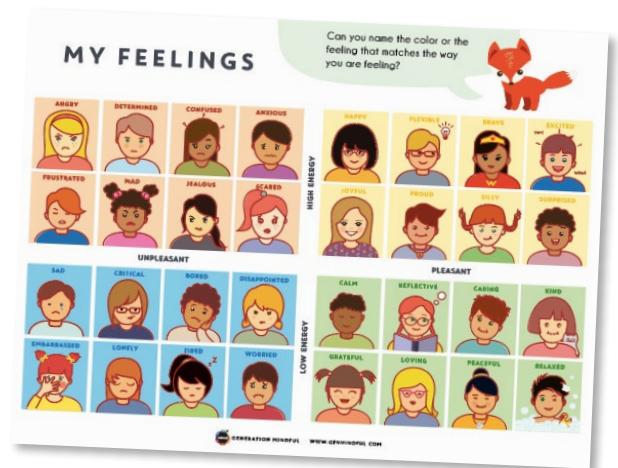 MY FEELINGS
Can you name the color or the
feeling that matches the way
you are feeling?
ANGRY
DETERMINED
CONFUSED
ANXIOUS
FRUSTRATED
MAD
JEALOUS
SCARED
HAPPY
FLEXIBLE
BRAVE
EXCITED
JOYFUL
PROUD
SILLY
SURPRISED
HIGH ENERGY
UNPLEASANT
PLEASANT
SAD
CRITICAL
BORED
DISAPPOINTED
EMBARRASSED
LONELY
TIRED
Z
Z
WORRIED
LOW ENERGY
CALM
REFLECTIVE
CARING
KIND
GRATEFUL
LOVING
PEACEFUL
RELAXED
GENERATION MINDFUL WWW.GENMINDFUL.COM